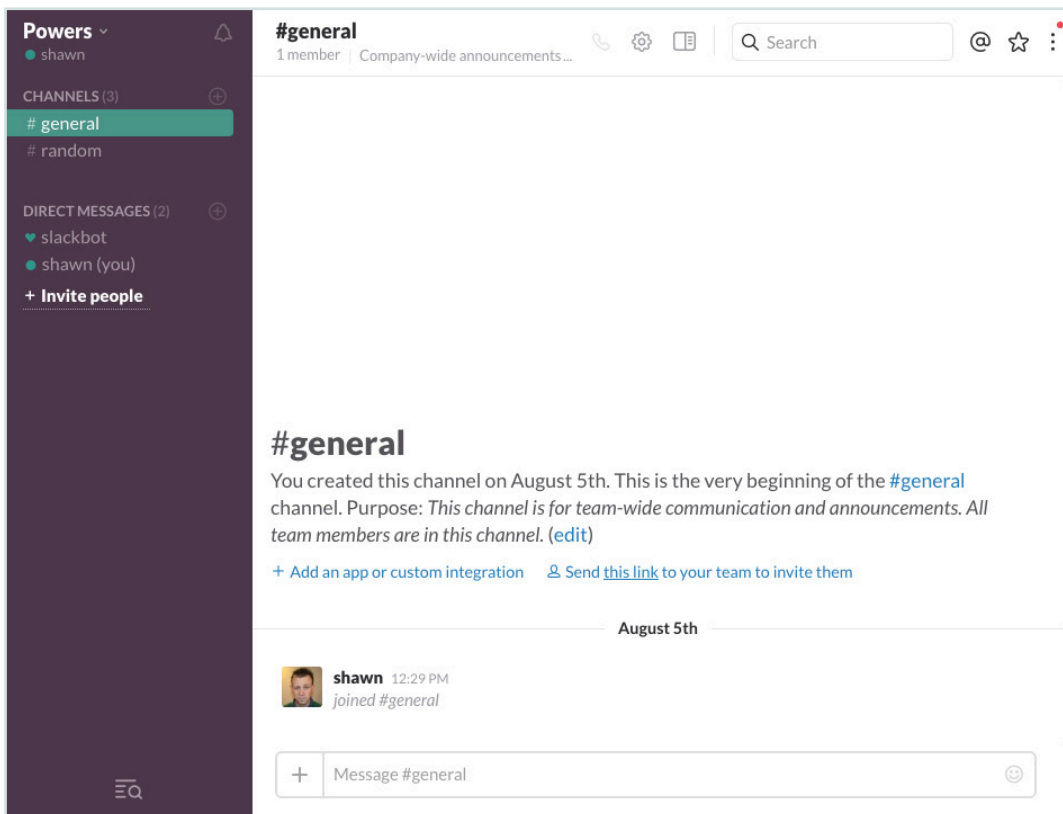 Powers
shawn
CHANNELS (3)
# general
# random
DIRECT MESSAGES (2)
slackbot
shawn (you)
+ Invite people
#general
1 member | Company-wide announcements...
Search
#general
You created this channel on August 5th. This is the very beginning of the #general
channel. Purpose: This channel is for team-wide communication and announcements. All
team members are in this channel. (edit)
+ Add an app or custom integration
Send this link to your team to invite them
August 5th
shawn 12:29 PM
joined #general
+ Message #general